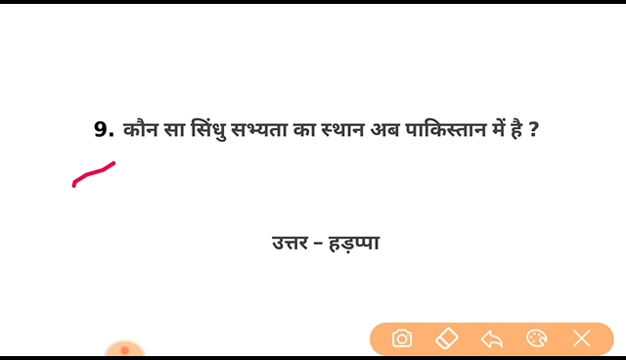 9. कौन सा सिंधु सभ्यता का स्थान अब पाकिस्तान में है ?
उत्तर – हड़प्पा